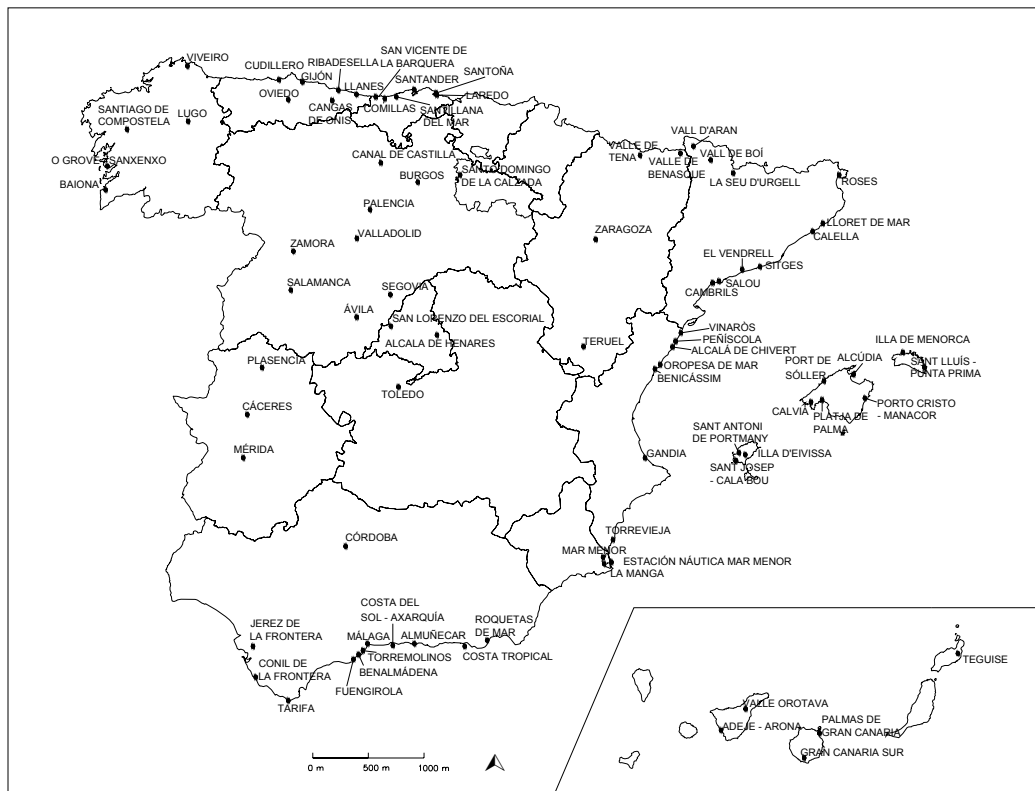 VIVEIRO
SANTIAGO DE
COMPOSTELA
LUGO
O GROVE / SANXENXO
BAIONA
CUDILLERO
GIJÓN
OVIEDO
RIBADESELLA
LLANES
CANGAS
DE ONIS
SAN VICENTE DE
LA BARQUERA
COMILLAS
SANTANDER
SANTOÑA
LAREDO
SANTILLANA
DEL MAR
CANAL DE CASTILLA
BURGOS
SANTO DOMINGO
DE LA CALZADA
PALENCIA
VALLADOLID
ZAMORA
SALAMANCA
SEGOVIA
ÁVILA
SAN LORENZO DEL ESCORIAL
ALCALA DE HENARES
VALLE DE
TENA
VALLE DE
BENASQUE
VALL D'ARAN
VALL DE BOÍ
LA SEU D'URGELL
ROSES
LLORET DE MAR
CALELLA
ZARAGOZA
EL VENDRELL
SITGES
SALOU
CAMBRILS
TERUEL
VINARÒS
PEÑÍSCOLA
ALCALÁ DE CHIVERT
OROPESA DE MAR
BENICÁSSIM
ILLA DE MENORCA
SANT LLUÍS -
PUNTA PRIMA
PORT DE
SÓLLER
ALCÚDIA
CALVIÀ
PLATJA DE
PALMA
PORTO CRISTO
- MANACOR
SANT ANTONI
DE PORTMANY
ILLA D'EIVISSA
SANT JOSEP
- CALA BOU
PLASENCIA
CÁCERES
MÉRIDA
TOLEDO
GANDIA
TORREVIEJA
MAR MENOR
ESTACIÓN NÁUTICA MAR MENOR
LA MANGA
CÓRDOBA
JEREZ DE
LA FRONTERA
CONIL DE
LA FRONTERA
TARIFA
COSTA DEL
SOL - AXARQUÍA
MÁLAGA
ALMUÑECAR
ROQUETAS
DE MAR
COSTA TROPICAL
TORREMOLINOS
BENALMÁDENA
FUENGIROLA
TEGUISE
VALLE OROTAVA
ADEJE - ARONA
PALMAS DE
GRAN CANARIA
GRAN CANARIA SUR
0 m 500 m 1000 m